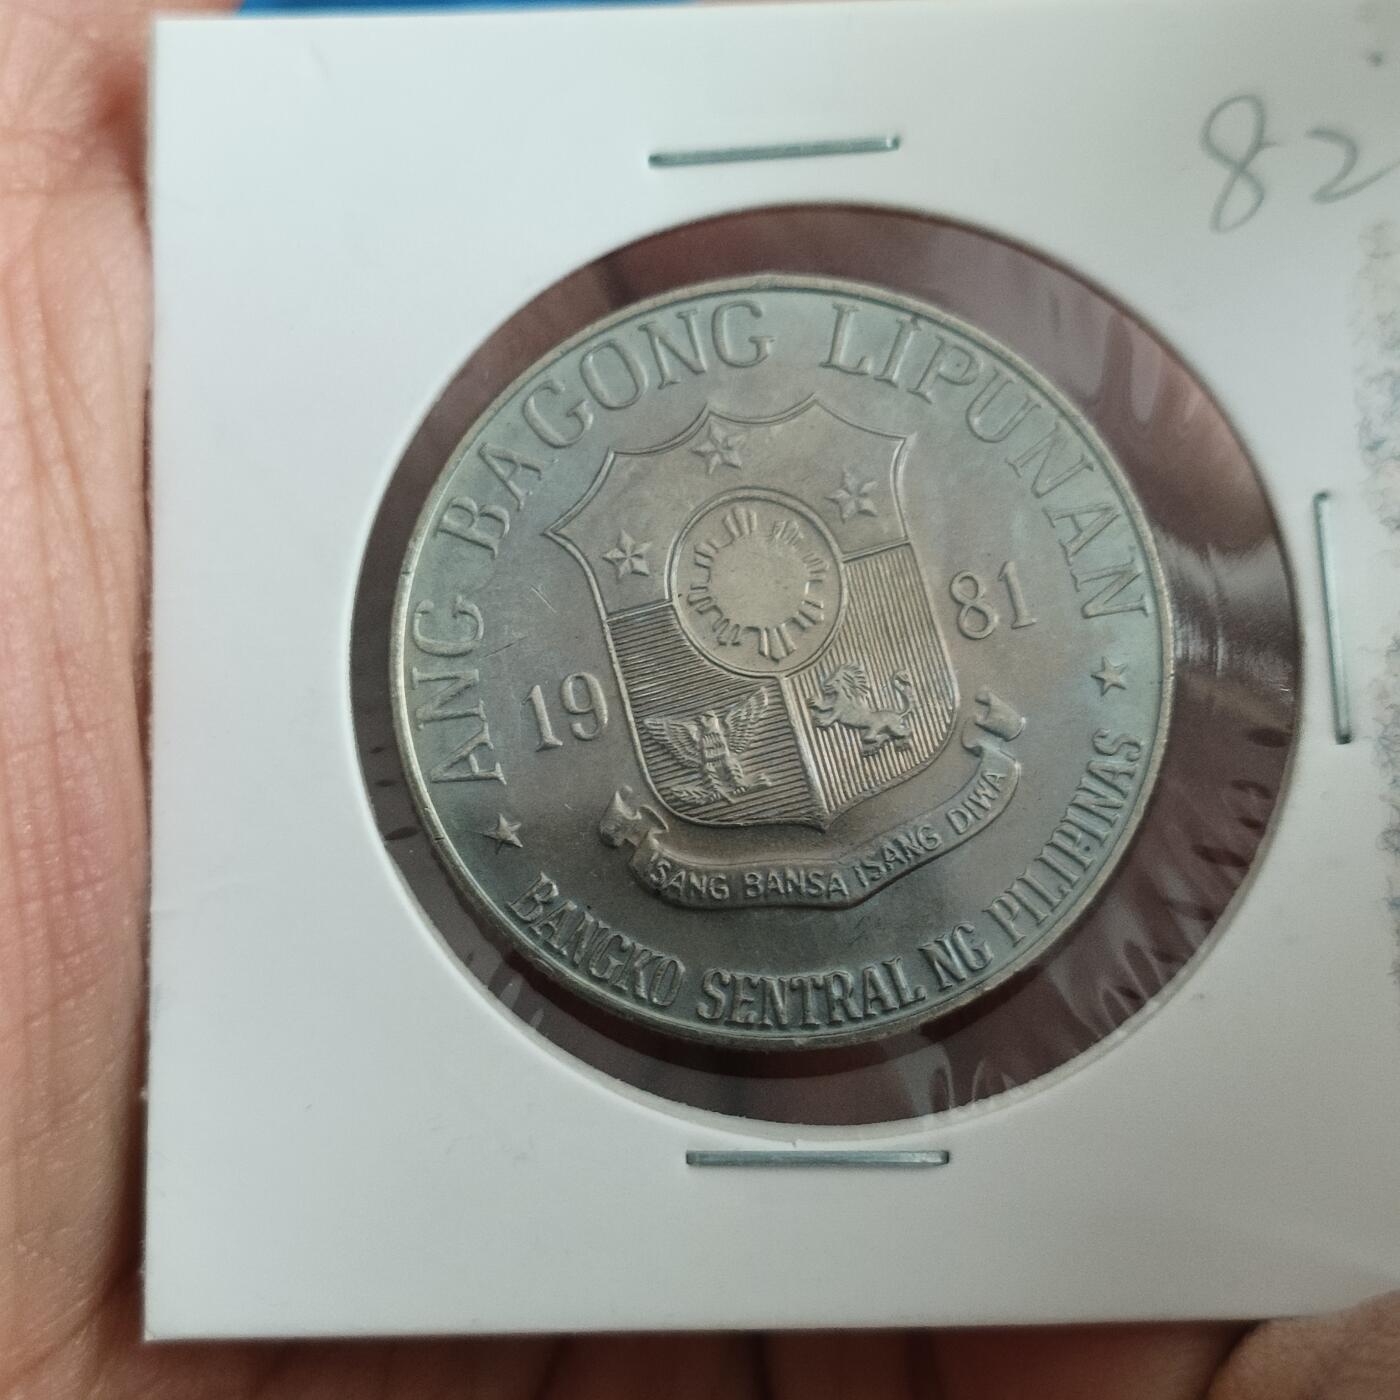 82
ANG BAGONG LIPUNAN
19 81
ISANG BANSA ISANG DIWA
BANGKO SENTRAL NG PILIPINAS